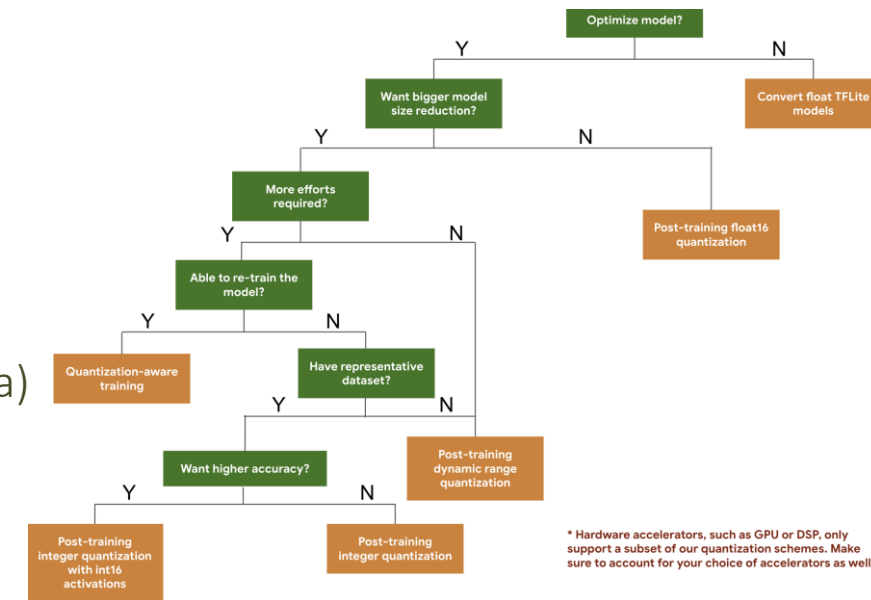 Optimize model?
Y
N
Want bigger model
size reduction?
Convert float TFLite
models
Y
N
More efforts
required?
Post-training float16
quantization
Y
N
Able to re-train the
model?
Y
N
Quantization-aware
training
Have representative
dataset?
a)
Y
N
Want higher accuracy?
Post-training
dynamic range
quantization
Y
N
Post-training
integer quantization
with int16
activations
Post-training
integer quantization
* Hardware accelerators, such as GPU or DSP, only
support a subset of our quantization schemes. Make
sure to account for your choice of accelerators as well